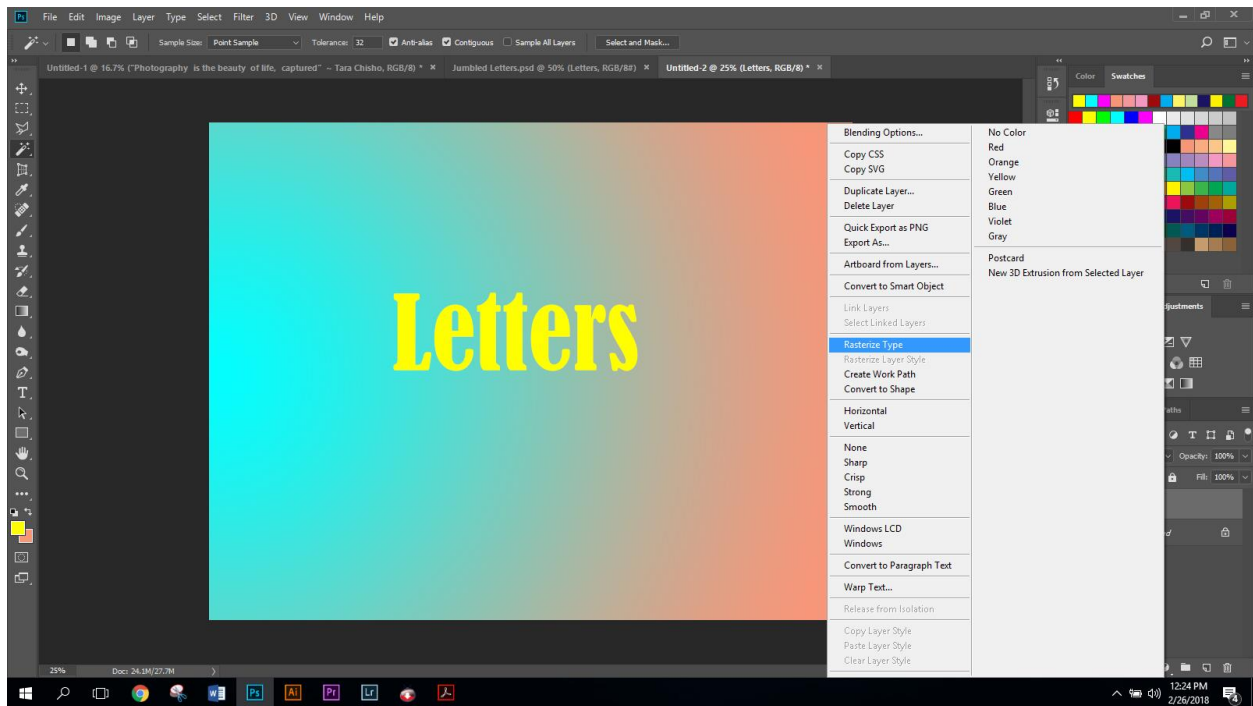 Ps File Edit Image Layer Type Select Filter 3D View Window Help
Sample Size: Point Sample Tolerance: 32 Anti-alias Contiguous Sample All Layers Select and Mask...
Untitled-1 @ 16.7% ("Photography is the beauty of life, captured" ~ Tara Chisho, RGB/8) * × Jumbled Letters.psd @ 50% (Letters, RGB/8#) × Untitled-2 @ 25% (Letters, RGB/8) * ×
Color Swatches
Letters
Blending Options...
Copy CSS
Copy SVG
Duplicate Layer...
Delete Layer
Quick Export as PNG
Export As...
Artboard from Layers...
Convert to Smart Object
Link Layers
Select Linked Layers
Rasterize Type
Rasterize Layer Style
Create Work Path
Convert to Shape
Horizontal
Vertical
None
Sharp
Crisp
Strong
Smooth
Windows LCD
Windows
Convert to Paragraph Text
Warp Text...
Release from Isolation
Copy Layer Style
Paste Layer Style
Clear Layer Style
No Color
Red
Orange
Yellow
Green
Blue
Violet
Gray
Postcard
New 3D Extrusion from Selected Layer
djustments
aths
Opacity: 100%
Fill: 100%
25% Doc: 24.1M/27.7M
Ps Ai Pr Lr
12:24 PM
2/26/2018
4